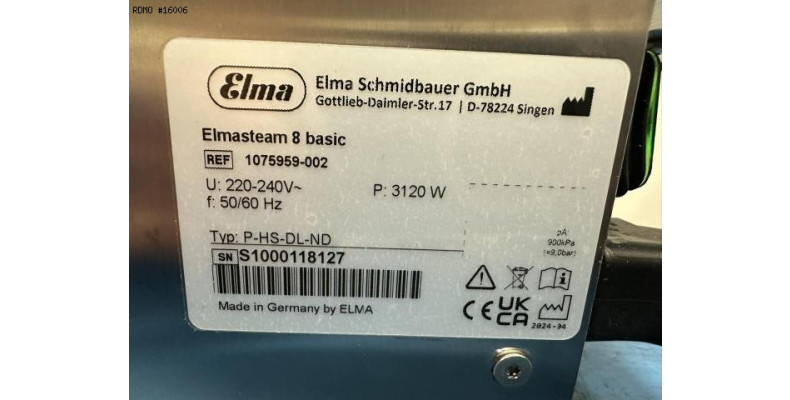 RDMO #16006
Elma
Elma Schmidbauer GmbH
Gottlieb-Daimler-Str.17 | D-78224 Singen
Elmasteam 8 basic
REF 1075959-002
U: 220-240V~ P: 3120 W
f: 50/60 Hz
pA:
900kPa
(=9,0bar)
Typ: P-HS-DL-ND
SN S1000118127
Made in Germany by ELMA
CE UK
CA
2024-04